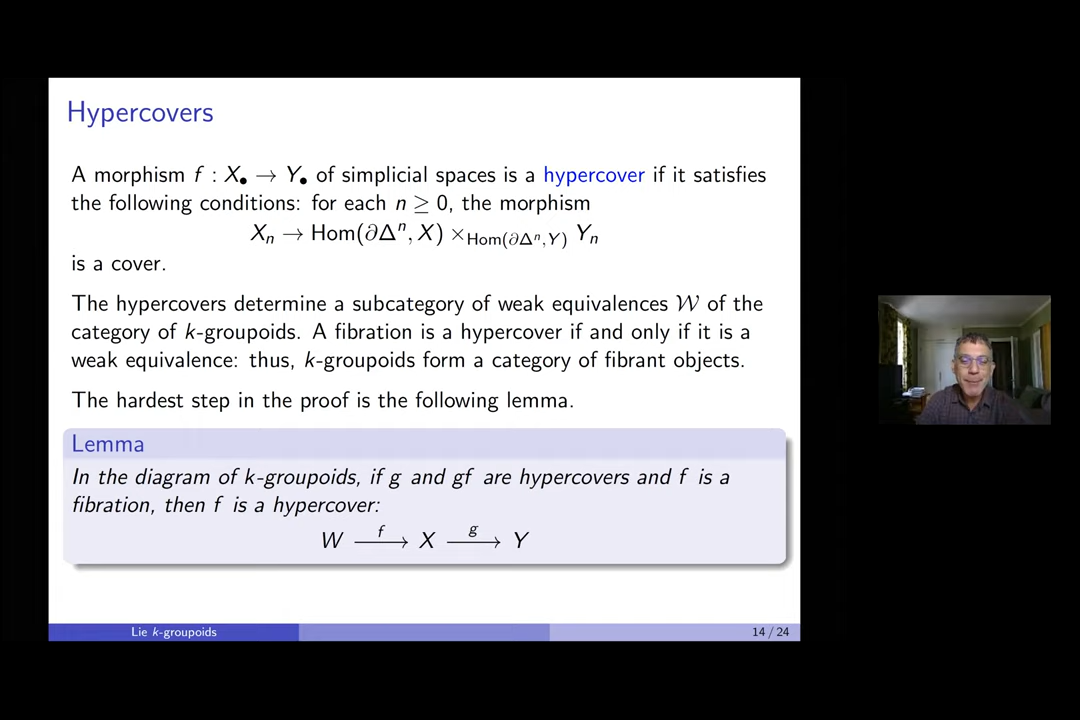 Hypercovers
A morphism f : X• → Y• of simplicial spaces is a hypercover if it satisfies
the following conditions: for each n ≥ 0, the morphism
Xₙ → Hom(∂Δⁿ, X) ×_Hom(∂Δⁿ,Y) Yₙ
is a cover.
The hypercovers determine a subcategory of weak equivalences 𝒲 of the
category of k-groupoids. A fibration is a hypercover if and only if it is a
weak equivalence: thus, k-groupoids form a category of fibrant objects.
The hardest step in the proof is the following lemma.
Lemma
In the diagram of k-groupoids, if g and gf are hypercovers and f is a
fibration, then f is a hypercover:
W —f→ X —g→ Y
Lie k-groupoids 14 / 24